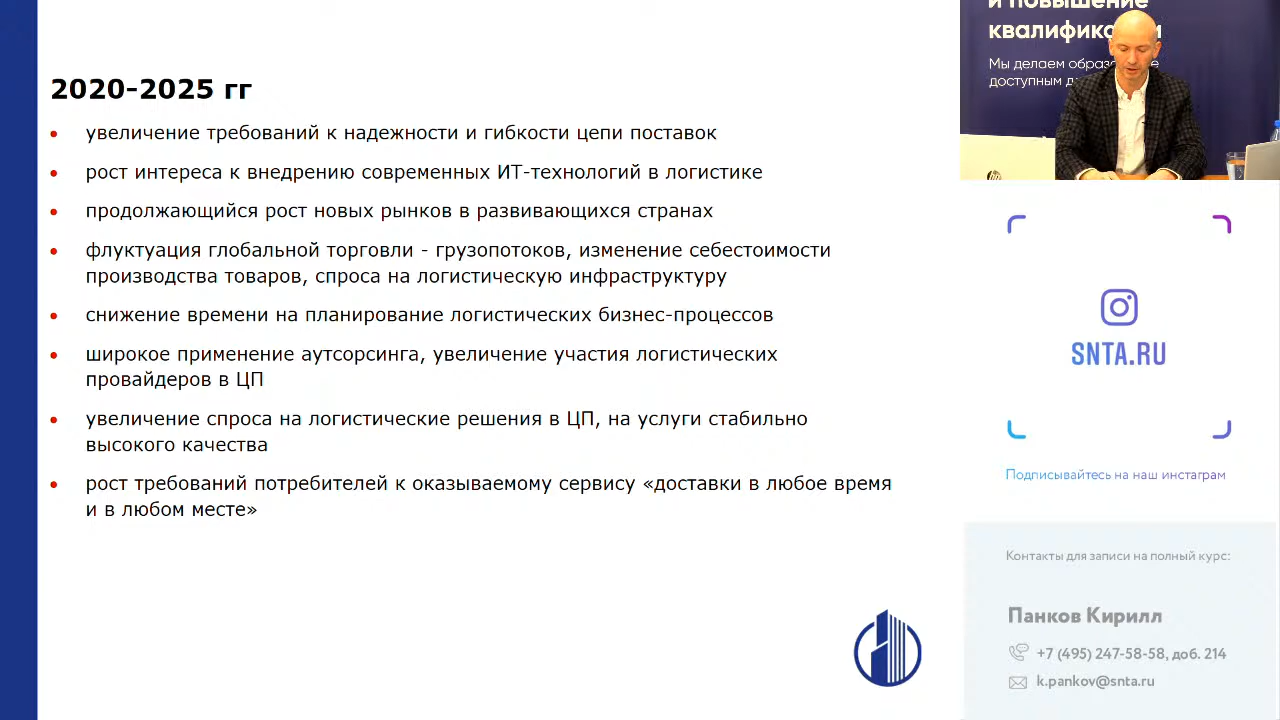 2020-2025 гг
увеличение требований к надежности и гибкости цепи поставок
рост интереса к внедрению современных ИТ-технологий в логистике
продолжающийся рост новых рынков в развивающихся странах
флуктуация глобальной торговли - грузопотоков, изменение себестоимости
производства товаров, спроса на логистическую инфраструктуру
снижение времени на планирование логистических бизнес-процессов
широкое применение аутсорсинга, увеличение участия логистических
провайдеров в ЦП
увеличение спроса на логистические решения в ЦП, на услуги стабильно
высокого качества
рост требований потребителей к оказываемому сервису «доставки в любое время
и в любом месте»
и повышение
Мы делаем
доступным
hp
SNTA.RU
Подписывайтесь на наш инстаграм
Контакты для записи на полный курс:
Панков Кирилл
+7 (495) 247-58-58, доб. 214
k.pankov@snta.ru